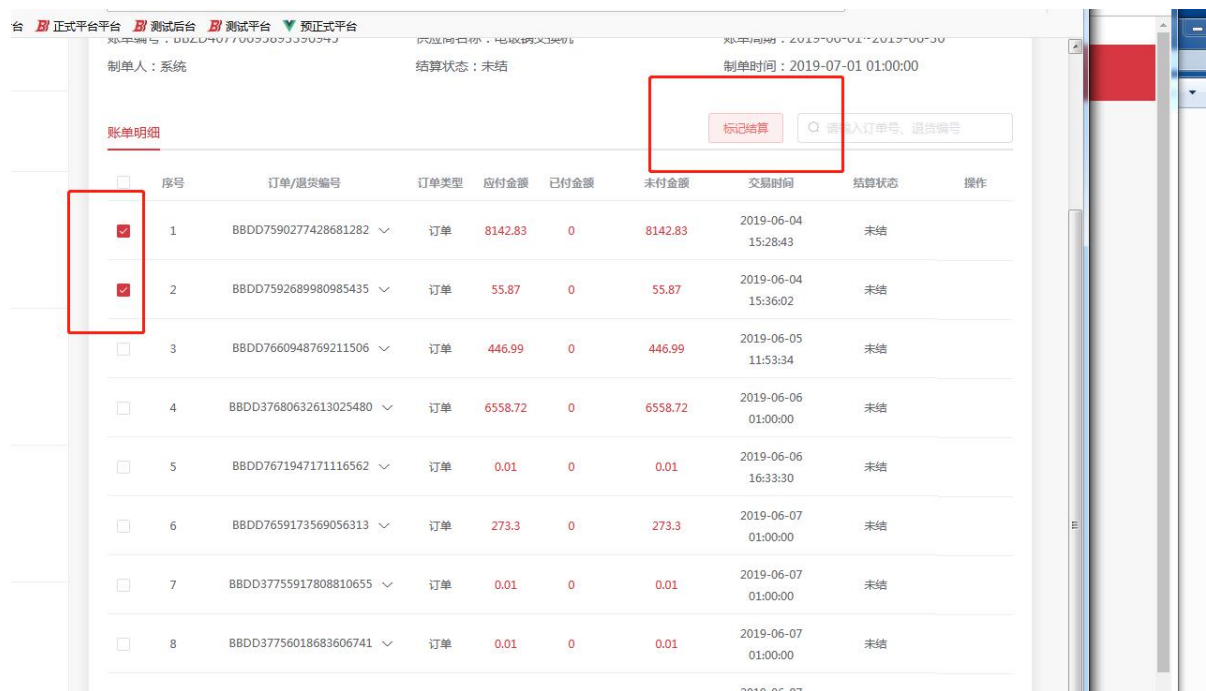 台 正式平台平台 测试后台 测试平台 预正式平台
制单人：系统 结算状态：未结 制单时间：2019-07-01 01:00:00
账单明细 标记结算 请输入订单号、退货编号
序号 订单/退货编号 订单类型 应付金额 已付金额 未付金额 交易时间 结算状态 操作
1 BBDD7590277428681282 订单 8142.83 0 8142.83 2019-06-04 未结
15:28:43
2 BBDD7592689980985435 订单 55.87 0 55.87 2019-06-04 未结
15:36:02
3 BBDD7660948769211506 订单 446.99 0 446.99 2019-06-05 未结
11:53:34
4 BBDD37680632613025480 订单 6558.72 0 6558.72 2019-06-06 未结
01:00:00
5 BBDD7671947171116562 订单 0.01 0 0.01 2019-06-06 未结
16:33:30
6 BBDD7659173569056313 订单 273.3 0 273.3 2019-06-07 未结
01:00:00
7 BBDD37755917808810655 订单 0.01 0 0.01 2019-06-07 未结
01:00:00
8 BBDD37756018683606741 订单 0.01 0 0.01 2019-06-07 未结
01:00:00